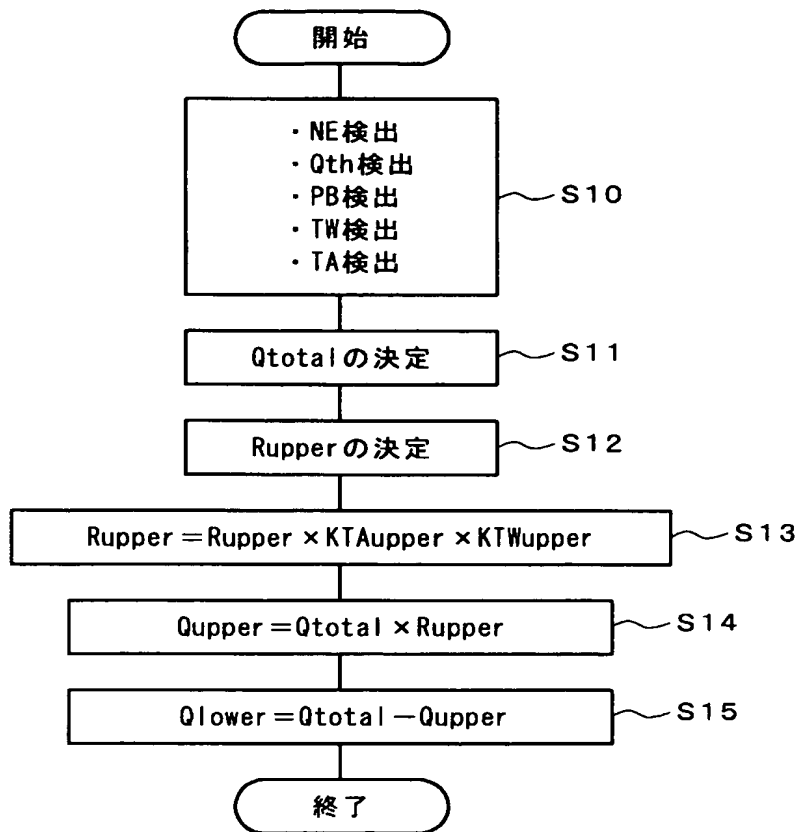 開始
・NE検出
・Qth検出
・PB検出
・TW検出
・TA検出
S10
Qtotalの決定
S11
Rupperの決定
S12
Rupper=Rupper×KTAupper×KTWupper
S13
Qupper=Qtotal×Rupper
S14
Qlower=Qtotal-Qupper
S15
終了